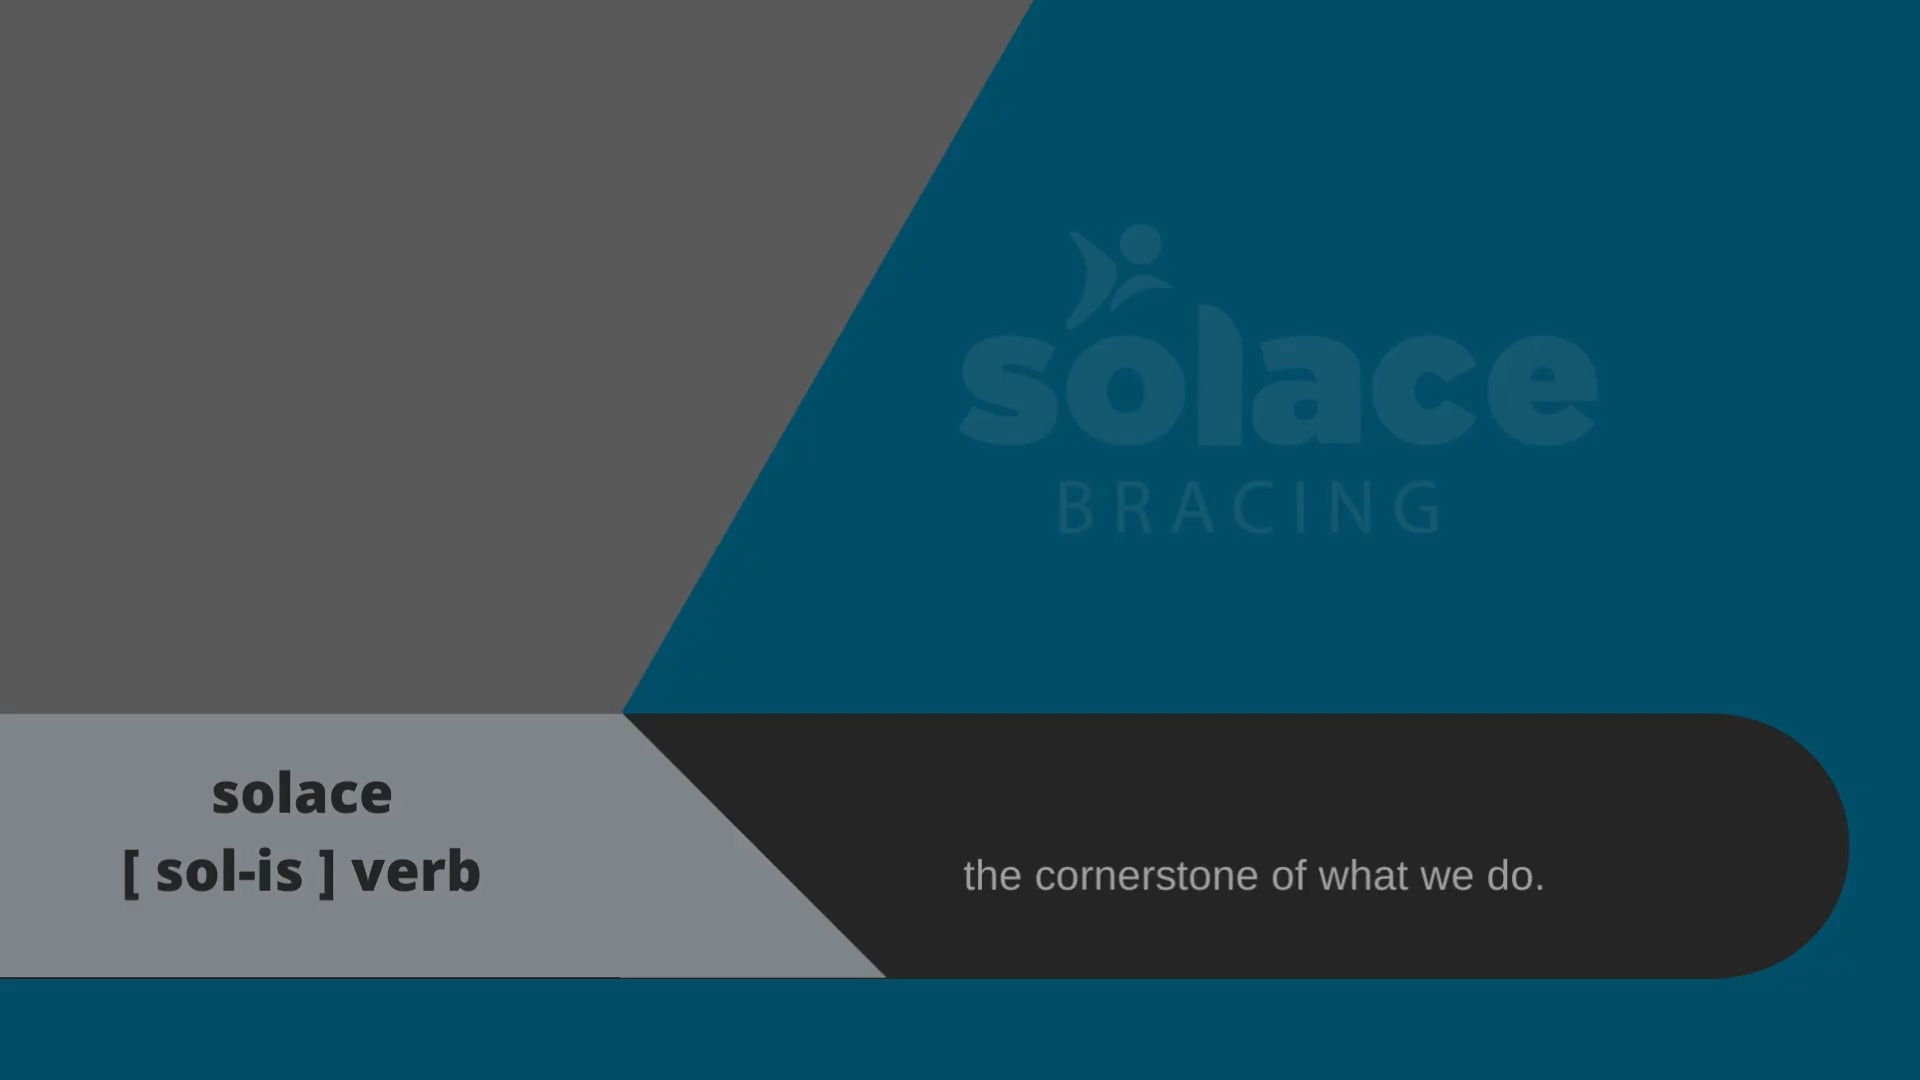 solace
BRACING
solace
[ sol-is ] verb
the cornerstone of what we do.